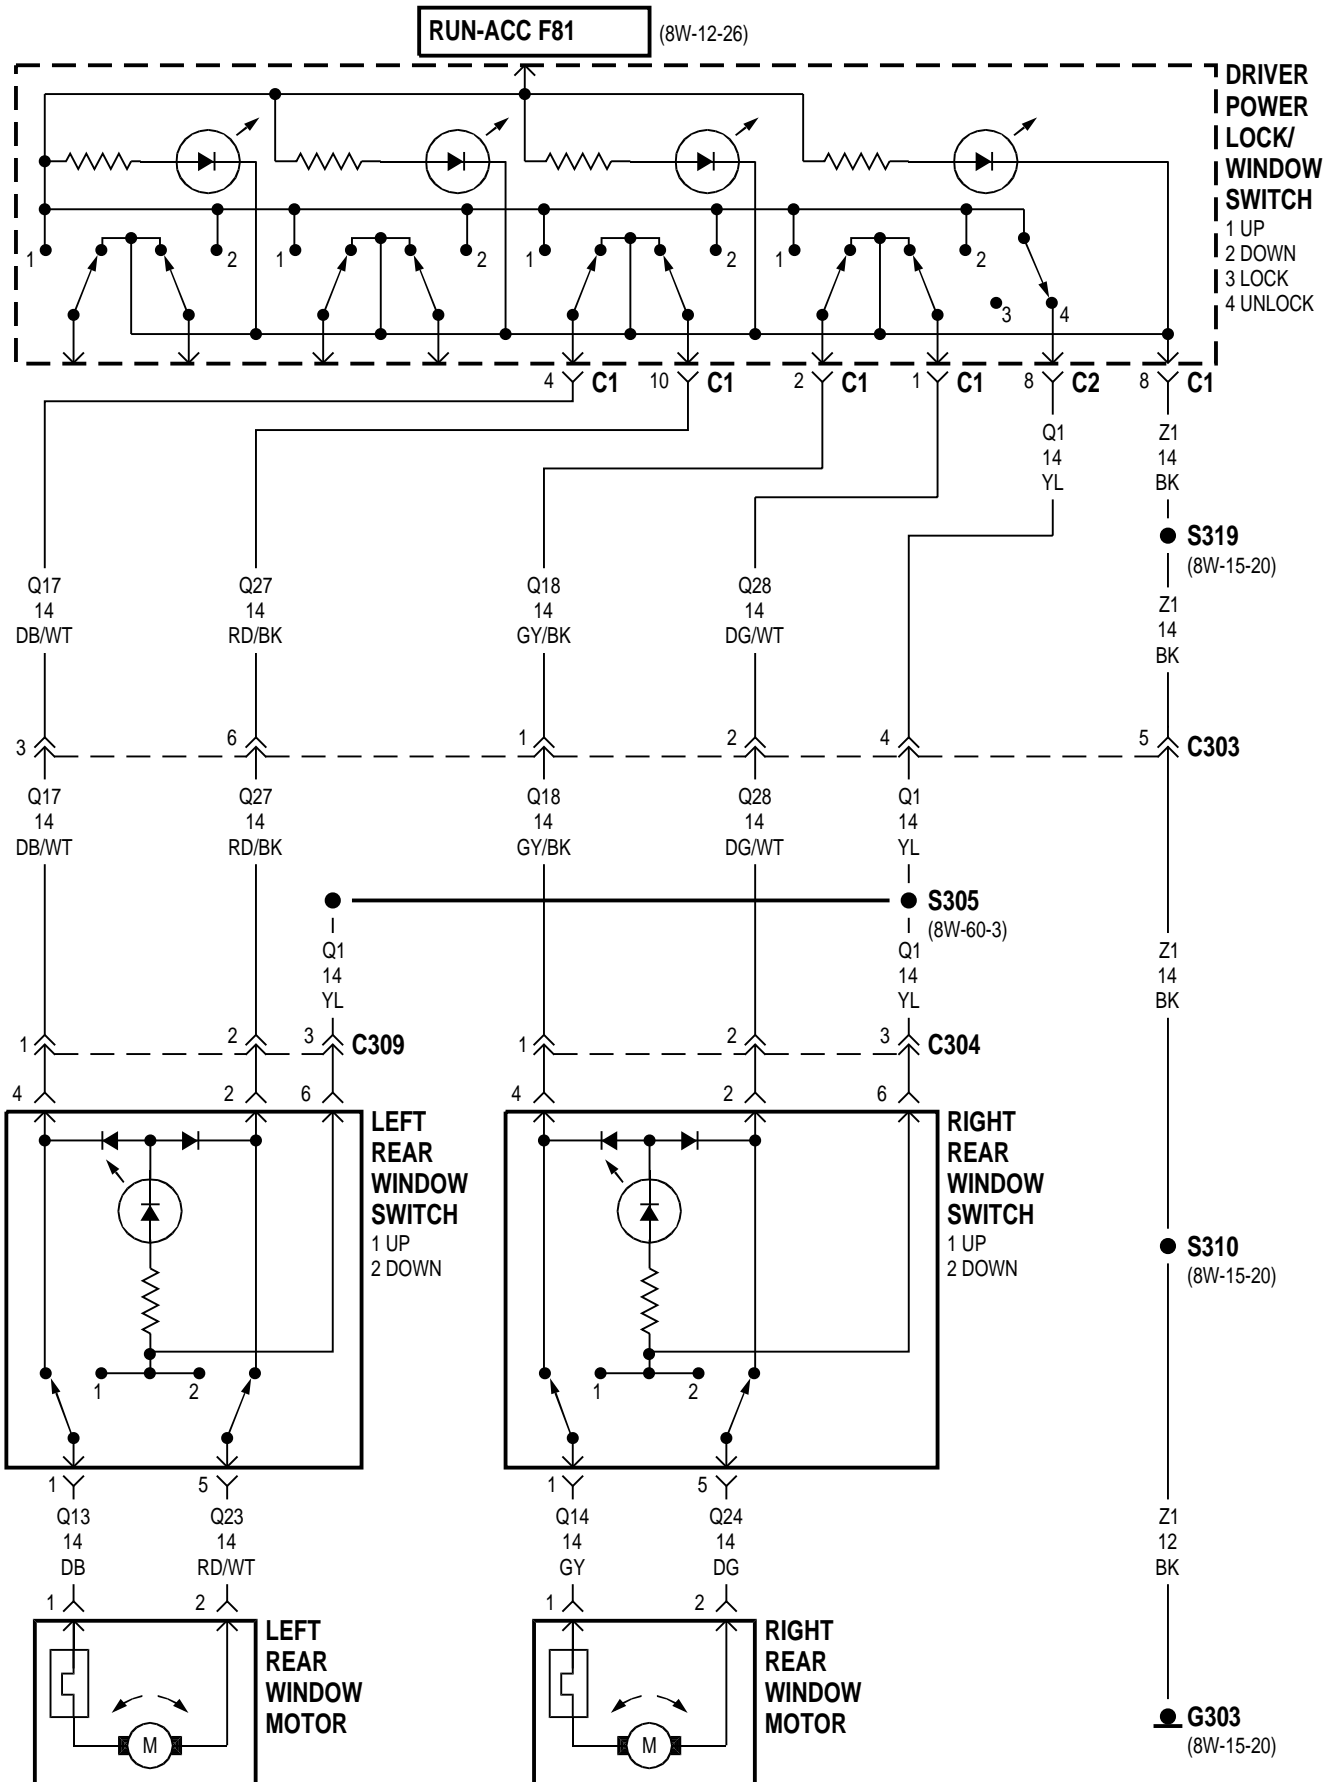 RUN-ACC F81 (8W-12-26)
DRIVER
POWER
LOCK/
WINDOW
SWITCH
1 UP
2 DOWN
3 LOCK
4 UNLOCK
1 2 1 2 1 2 1 2
3 4
4 C1 10 C1 2 C1 1 C1 8 C2 8 C1
Q1 Z1
14 14
YL BK
S319
(8W-15-20)
Q17 Q27 Q18 Q28 Z1
14 14 14 14 14
DB/WT RD/BK GY/BK DG/WT BK
3 6 1 2 4 5 C303
Q17 Q27 Q18 Q28 Q1
14 14 14 14 14
DB/WT RD/BK GY/BK DG/WT YL
S305
(8W-60-3)
Q1 Q1 Z1
14 14 14
YL YL BK
1 2 3 C309 1 2 3 C304
4 2 6 4 2 6
LEFT
REAR
WINDOW
SWITCH
1 UP
2 DOWN
RIGHT
REAR
WINDOW
SWITCH
1 UP
2 DOWN
S310
(8W-15-20)
1 2 1 2
1 5 1 5
Q13 Q23 Q14 Q24 Z1
14 14 14 14 12
DB RD/WT GY DG BK
1 2 1 2
LEFT
REAR
WINDOW
MOTOR
M
RIGHT
REAR
WINDOW
MOTOR
M
G303
(8W-15-20)